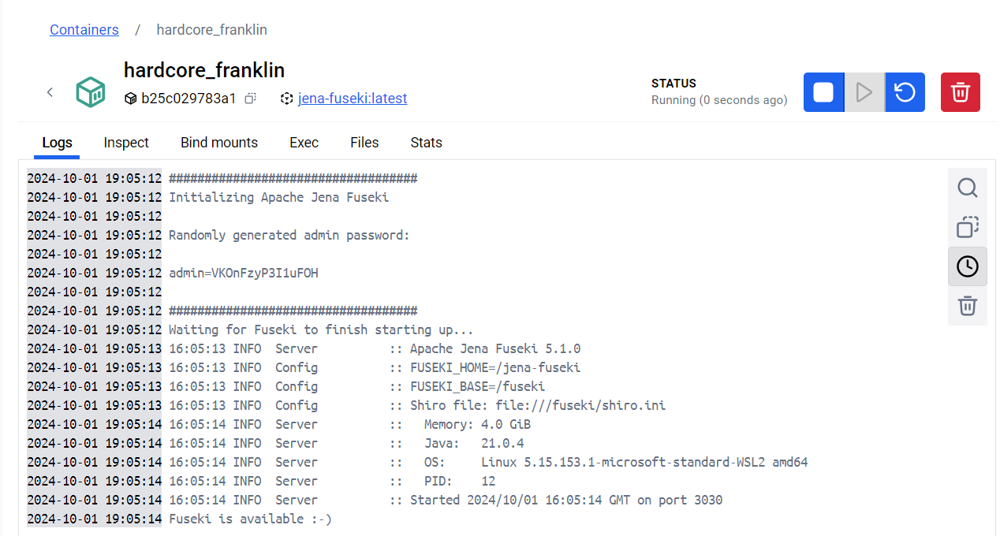 Containers / hardcore_franklin
hardcore_franklin
b25c029783a1 jena-fuseki:latest
STATUS
Running (0 seconds ago)
Logs Inspect Bind mounts Exec Files Stats
2024-10-01 19:05:12 ###################################
2024-10-01 19:05:12 Initializing Apache Jena Fuseki
2024-10-01 19:05:12
2024-10-01 19:05:12 Randomly generated admin password:
2024-10-01 19:05:12
2024-10-01 19:05:12 admin=VKOnFzyP3I1uFOH
2024-10-01 19:05:12
2024-10-01 19:05:12 ###################################
2024-10-01 19:05:12 Waiting for Fuseki to finish starting up...
2024-10-01 19:05:13 16:05:13 INFO  Server          :: Apache Jena Fuseki 5.1.0
2024-10-01 19:05:13 16:05:13 INFO  Config          :: FUSEKI_HOME=/jena-fuseki
2024-10-01 19:05:13 16:05:13 INFO  Config          :: FUSEKI_BASE=/fuseki
2024-10-01 19:05:13 16:05:13 INFO  Config          :: Shiro file: file:///fuseki/shiro.ini
2024-10-01 19:05:14 16:05:14 INFO  Server          ::   Memory: 4.0 GiB
2024-10-01 19:05:14 16:05:14 INFO  Server          ::   Java:   21.0.4
2024-10-01 19:05:14 16:05:14 INFO  Server          ::   OS:     Linux 5.15.153.1-microsoft-standard-WSL2 amd64
2024-10-01 19:05:14 16:05:14 INFO  Server          ::   PID:    12
2024-10-01 19:05:14 16:05:14 INFO  Server          :: Started 2024/10/01 16:05:14 GMT on port 3030
2024-10-01 19:05:14 Fuseki is available :-)